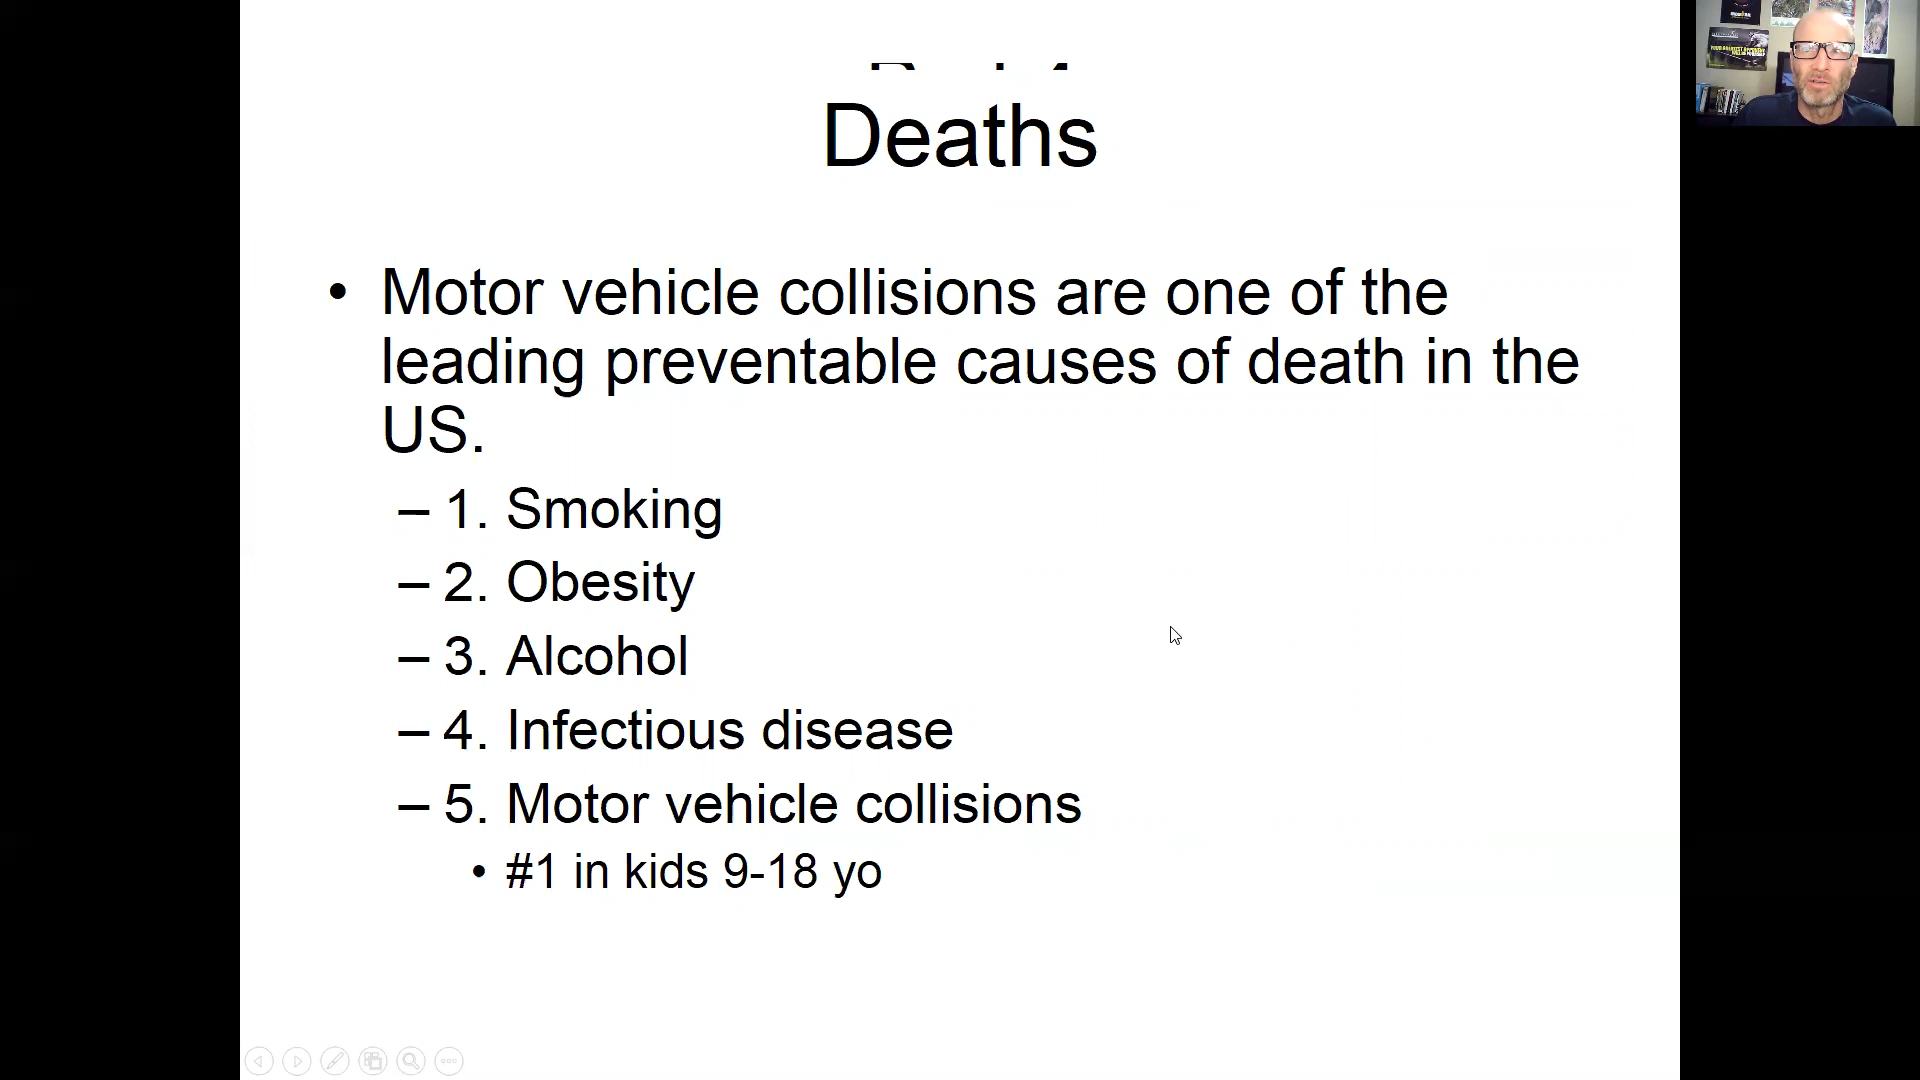 Deaths
• Motor vehicle collisions are one of the
leading preventable causes of death in the
US.
– 1. Smoking
– 2. Obesity
– 3. Alcohol
– 4. Infectious disease
– 5. Motor vehicle collisions
• #1 in kids 9-18 yo